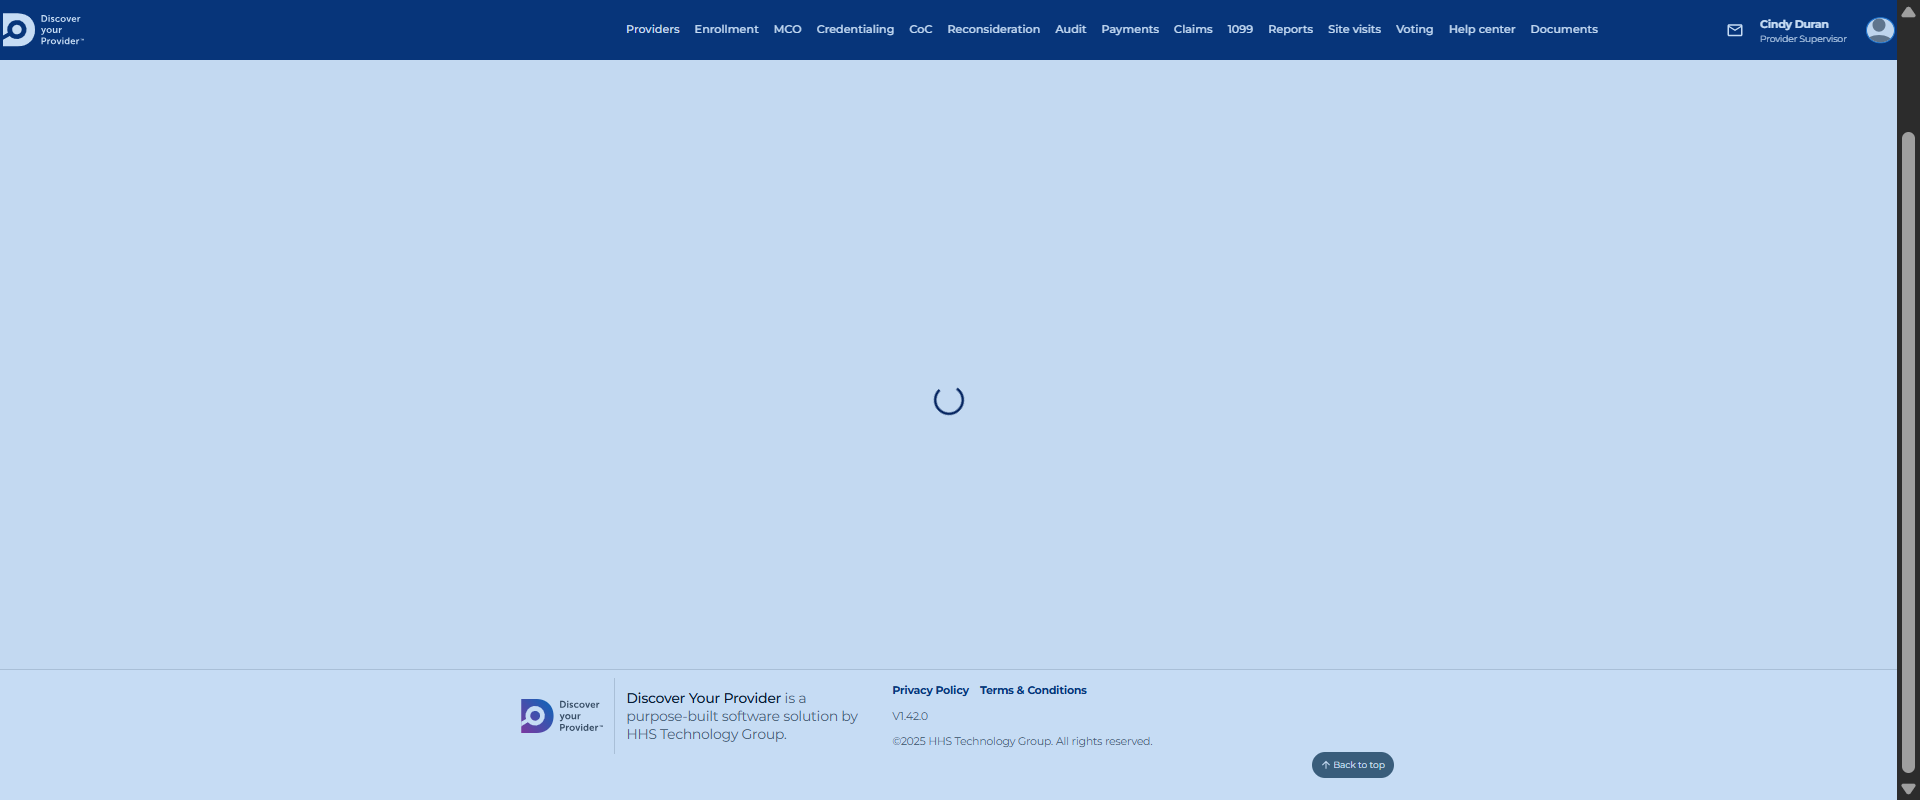 Discover
your
Provider™
Providers Enrollment MCO Credentialing CoC Reconsideration Audit Payments Claims 1099 Reports Site visits Voting Help center Documents
Cindy Duran
Provider Supervisor
Discover
your
Provider™
Discover Your Provider is a
purpose-built software solution by
HHS Technology Group.
Privacy Policy Terms & Conditions
V1.42.0
©2025 HHS Technology Group. All rights reserved.
Back to top